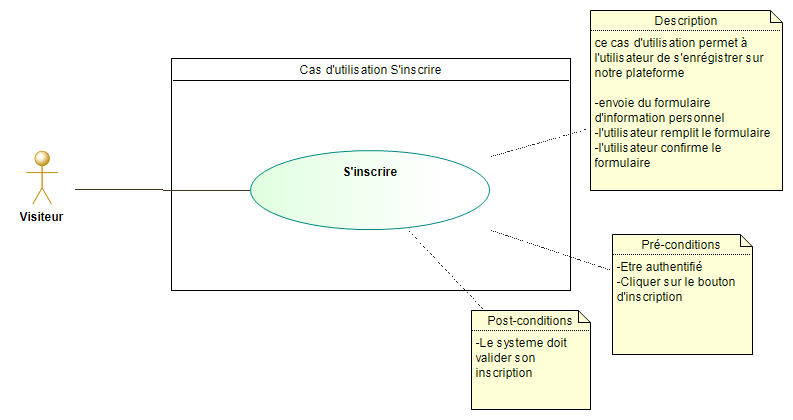 Description
ce cas d'utilisation permet à
l'utilisateur de s'enrégistrer sur
notre plateforme
-envoie du formulaire
d'information personnel
-l'utilisateur remplit le formulaire
-l'utilisateur confirme le
formulaire
Cas d'utilisation S'inscrire
S'inscrire
Visiteur
Pré-conditions
-Etre authentifié
-Cliquer sur le bouton
d'inscription
Post-conditions
-Le systeme doit
valider son
inscription